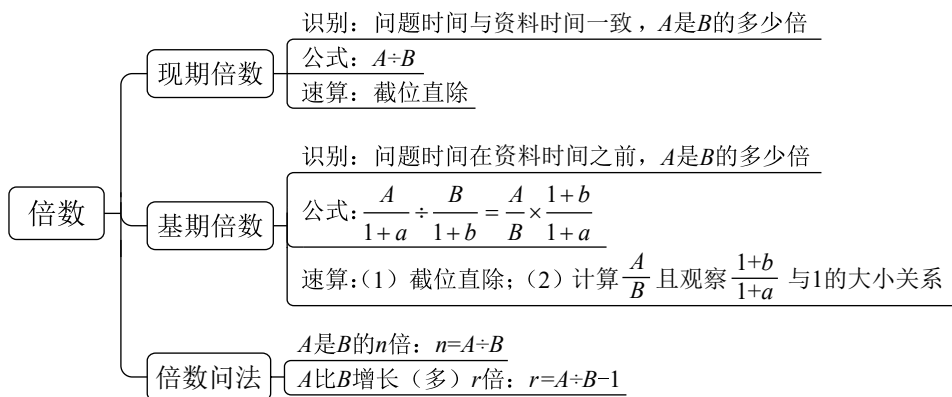 倍数
现期倍数
识别：问题时间与资料时间一致，A是B的多少倍
公式：A÷B
速算：截位直除
基期倍数
识别：问题时间在资料时间之前，A是B的多少倍
公式：A/(1+a) ÷ B/(1+b) = A/B × (1+b)/(1+a)
速算：（1）截位直除；（2）计算A/B且观察(1+b)/(1+a)与1的大小关系
倍数问法
A是B的n倍：n=A÷B
A比B增长（多）r倍：r=A÷B−1